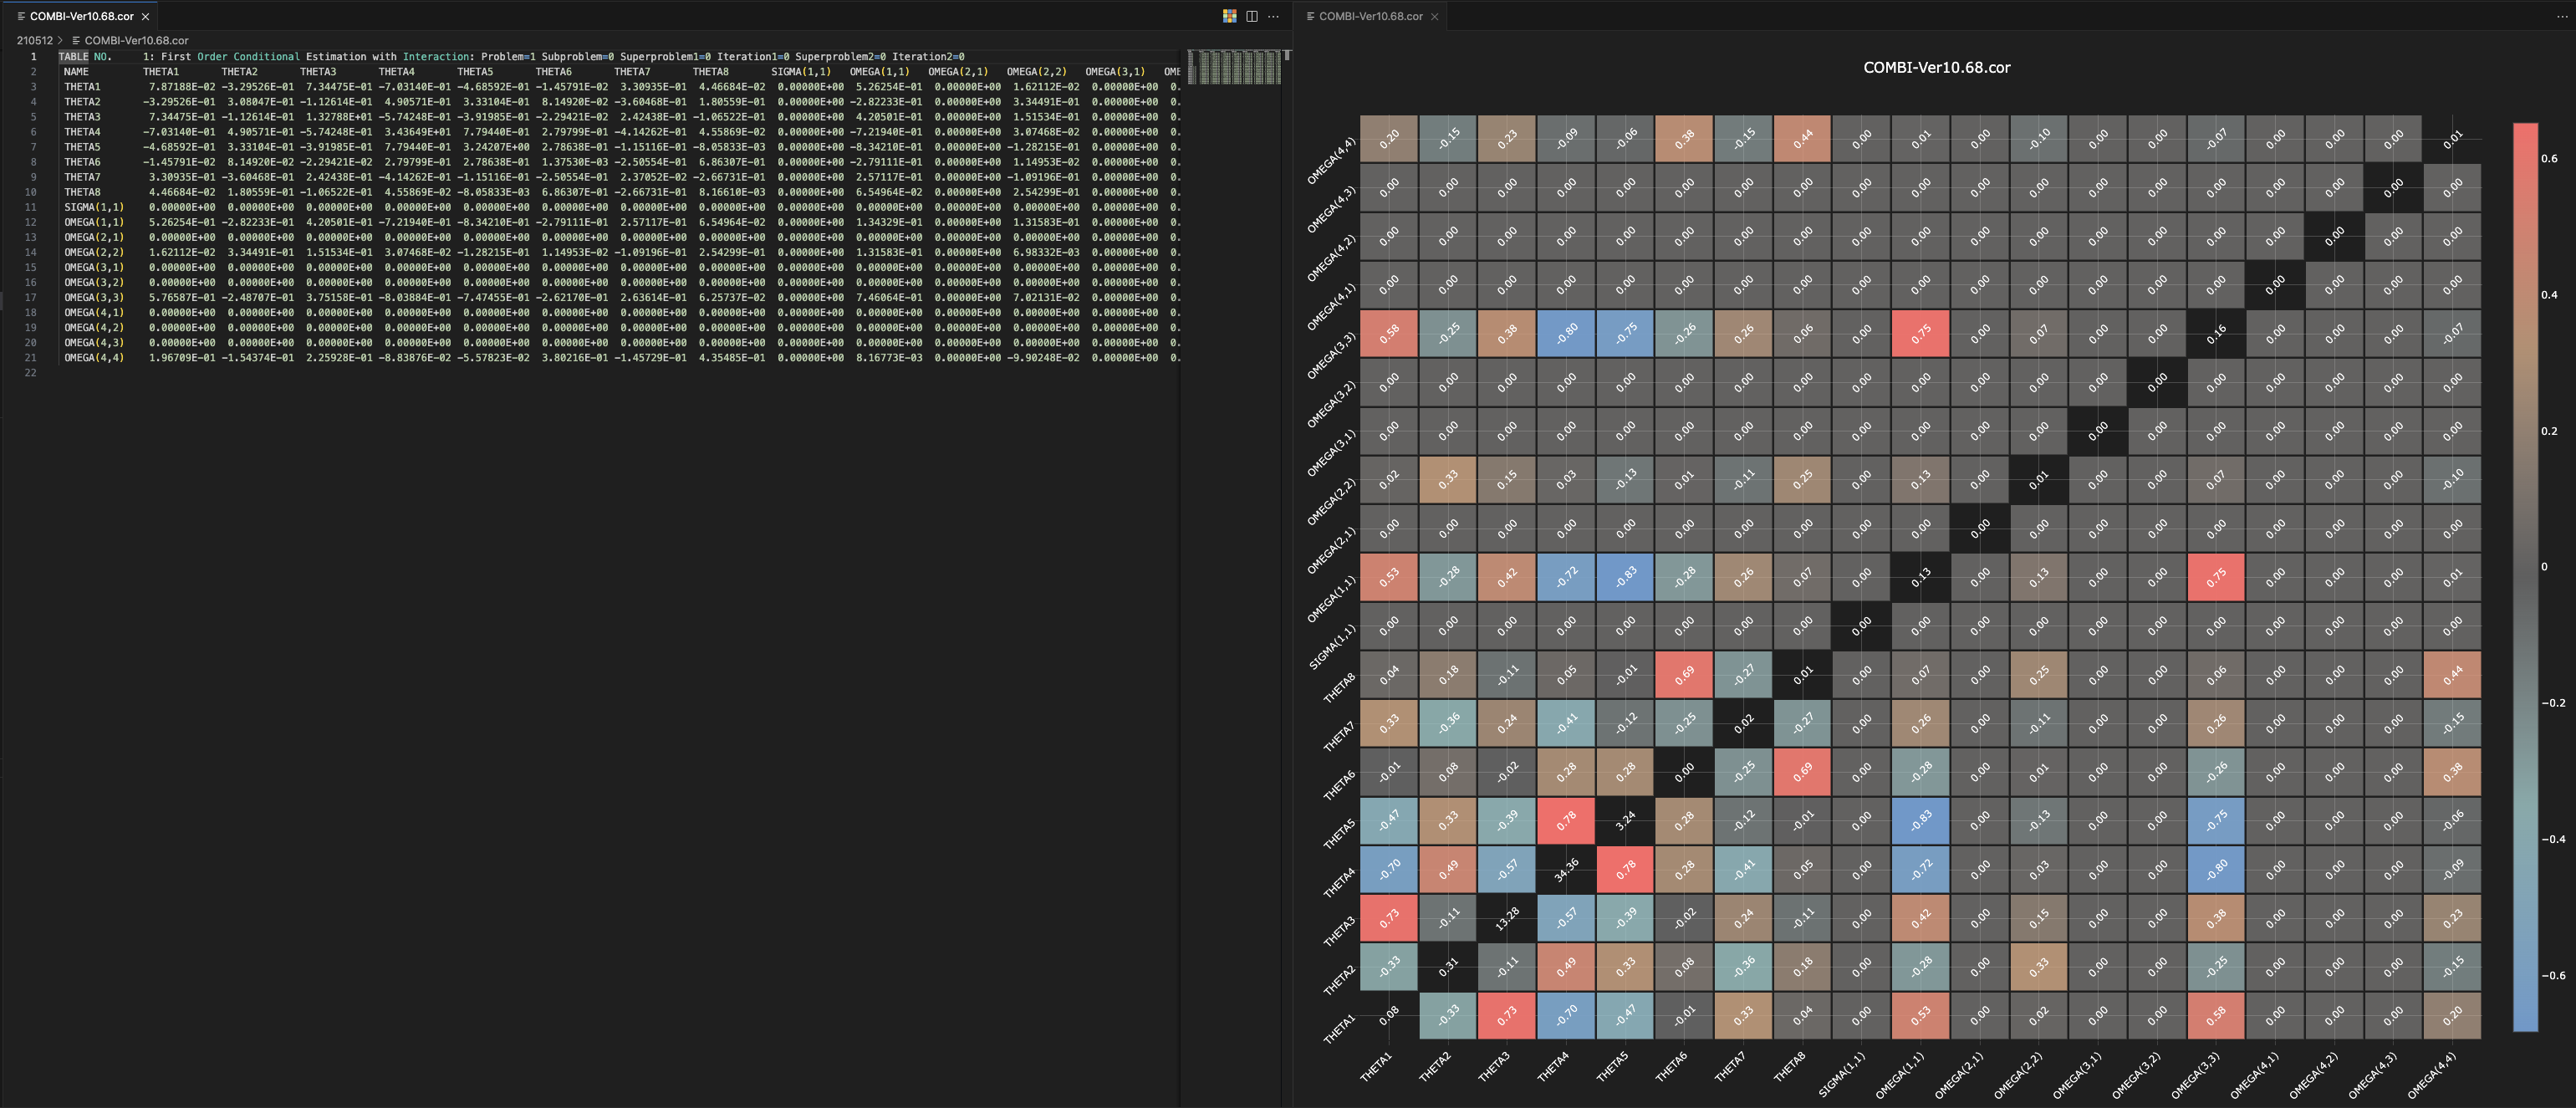 COMBI-Ver10.68.cor
210512 > COMBI-Ver10.68.cor
1 TABLE NO. 1: First Order Conditional Estimation with Interaction: Problem=1 Subproblem=0 Superproblem1=0 Iteration1=0 Superproblem2=0 Iteration2=0
2 NAME THETA1 THETA2 THETA3 THETA4 THETA5 THETA6 THETA7 THETA8 SIGMA(1,1) OMEGA(1,1) OMEGA(2,1) OMEGA(2,2) OMEGA(3,1) OME
3 THETA1 7.87188E-02 -3.29526E-01 7.34475E-01 -7.03140E-01 -4.68592E-01 -1.45791E-02 3.30935E-01 4.46684E-02 0.00000E+00 5.26254E-01 0.00000E+00 1.62112E-02 0.00000E+00 0.
4 THETA2 -3.29526E-01 3.08047E-01 -1.12614E-01 4.90571E-01 3.33104E-01 8.14920E-02 -3.60468E-01 1.80559E-01 0.00000E+00 -2.82233E-01 0.00000E+00 3.34491E-01 0.00000E+00 0.
5 THETA3 7.34475E-01 -1.12614E-01 1.32788E+01 -5.74248E-01 -3.91985E-01 -2.29421E-02 2.42438E-01 -1.06522E-01 0.00000E+00 4.20501E-01 0.00000E+00 1.51534E-01 0.00000E+00 0.
6 THETA4 -7.03140E-01 4.90571E-01 -5.74248E-01 3.43649E+01 7.79440E-01 2.79799E-01 -4.14262E-01 4.55869E-02 0.00000E+00 -7.21940E-01 0.00000E+00 3.07468E-02 0.00000E+00 0.
7 THETA5 -4.68592E-01 3.33104E-01 -3.91985E-01 7.79440E-01 3.24207E+00 2.78638E-01 -1.15116E-01 -8.05833E-03 0.00000E+00 -8.34210E-01 0.00000E+00 -1.28215E-01 0.00000E+00 0.
8 THETA6 -1.45791E-02 8.14920E-02 -2.29421E-02 2.79799E-01 2.78638E-01 1.37530E-03 -2.50554E-01 6.86307E-01 0.00000E+00 -2.79111E-01 0.00000E+00 1.14953E-02 0.00000E+00 0.
9 THETA7 3.30935E-01 -3.60468E-01 2.42438E-01 -4.14262E-01 -1.15116E-01 -2.50554E-01 2.37052E-02 -2.66731E-01 0.00000E+00 2.57117E-01 0.00000E+00 -1.09196E-01 0.00000E+00 0.
10 THETA8 4.46684E-02 1.80559E-01 -1.06522E-01 4.55869E-02 -8.05833E-03 6.86307E-01 -2.66731E-01 8.16610E-03 0.00000E+00 6.54964E-02 0.00000E+00 2.54299E-01 0.00000E+00 0.
11 SIGMA(1,1) 0.00000E+00 0.00000E+00 0.00000E+00 0.00000E+00 0.00000E+00 0.00000E+00 0.00000E+00 0.00000E+00 0.00000E+00 0.00000E+00 0.00000E+00 0.00000E+00 0.00000E+00 0.
12 OMEGA(1,1) 5.26254E-01 -2.82233E-01 4.20501E-01 -7.21940E-01 -8.34210E-01 -2.79111E-01 2.57117E-01 6.54964E-02 0.00000E+00 1.34329E-01 0.00000E+00 1.31583E-01 0.00000E+00 0.
13 OMEGA(2,1) 0.00000E+00 0.00000E+00 0.00000E+00 0.00000E+00 0.00000E+00 0.00000E+00 0.00000E+00 0.00000E+00 0.00000E+00 0.00000E+00 0.00000E+00 0.00000E+00 0.00000E+00 0.
14 OMEGA(2,2) 1.62112E-02 3.34491E-01 1.51534E-01 3.07468E-02 -1.28215E-01 1.14953E-02 -1.09196E-01 2.54299E-01 0.00000E+00 1.31583E-01 0.00000E+00 6.98332E-03 0.00000E+00 0.
15 OMEGA(3,1) 0.00000E+00 0.00000E+00 0.00000E+00 0.00000E+00 0.00000E+00 0.00000E+00 0.00000E+00 0.00000E+00 0.00000E+00 0.00000E+00 0.00000E+00 0.00000E+00 0.00000E+00 0.
16 OMEGA(3,2) 0.00000E+00 0.00000E+00 0.00000E+00 0.00000E+00 0.00000E+00 0.00000E+00 0.00000E+00 0.00000E+00 0.00000E+00 0.00000E+00 0.00000E+00 0.00000E+00 0.00000E+00 0.
17 OMEGA(3,3) 5.76587E-01 -2.48707E-01 3.75158E-01 -8.03884E-01 -7.47455E-01 -2.62170E-01 2.63614E-01 6.25737E-02 0.00000E+00 7.46064E-01 0.00000E+00 7.02131E-02 0.00000E+00 0.
18 OMEGA(4,1) 0.00000E+00 0.00000E+00 0.00000E+00 0.00000E+00 0.00000E+00 0.00000E+00 0.00000E+00 0.00000E+00 0.00000E+00 0.00000E+00 0.00000E+00 0.00000E+00 0.00000E+00 0.
19 OMEGA(4,2) 0.00000E+00 0.00000E+00 0.00000E+00 0.00000E+00 0.00000E+00 0.00000E+00 0.00000E+00 0.00000E+00 0.00000E+00 0.00000E+00 0.00000E+00 0.00000E+00 0.00000E+00 0.
20 OMEGA(4,3) 0.00000E+00 0.00000E+00 0.00000E+00 0.00000E+00 0.00000E+00 0.00000E+00 0.00000E+00 0.00000E+00 0.00000E+00 0.00000E+00 0.00000E+00 0.00000E+00 0.00000E+00 0.
21 OMEGA(4,4) 1.96709E-01 -1.54374E-01 2.25928E-01 -8.83876E-02 -5.57823E-02 3.80216E-01 -1.45729E-01 4.35485E-01 0.00000E+00 8.16773E-03 0.00000E+00 -9.90248E-02 0.00000E+00 0.
22
COMBI-Ver10.68.cor
COMBI-Ver10.68.cor
OMEGA(4,4) 0.20 -0.15 0.23 -0.09 -0.06 0.38 -0.15 0.44 0.00 0.01 0.00 -0.10 0.00 0.00 -0.07 0.00 0.00 0.00 0.01
OMEGA(4,3) 0.00 0.00 0.00 0.00 0.00 0.00 0.00 0.00 0.00 0.00 0.00 0.00 0.00 0.00 0.00 0.00 0.00 0.00 0.00
OMEGA(4,2) 0.00 0.00 0.00 0.00 0.00 0.00 0.00 0.00 0.00 0.00 0.00 0.00 0.00 0.00 0.00 0.00 0.00 0.00 0.00
OMEGA(4,1) 0.00 0.00 0.00 0.00 0.00 0.00 0.00 0.00 0.00 0.00 0.00 0.00 0.00 0.00 0.00 0.00 0.00 0.00 0.00
OMEGA(3,3) 0.58 -0.25 0.38 -0.80 -0.75 -0.26 0.26 0.06 0.00 0.75 0.00 0.07 0.00 0.00 0.16 0.00 0.00 0.00 -0.07
OMEGA(3,2) 0.00 0.00 0.00 0.00 0.00 0.00 0.00 0.00 0.00 0.00 0.00 0.00 0.00 0.00 0.00 0.00 0.00 0.00 0.00
OMEGA(3,1) 0.00 0.00 0.00 0.00 0.00 0.00 0.00 0.00 0.00 0.00 0.00 0.00 0.00 0.00 0.00 0.00 0.00 0.00 0.00
OMEGA(2,2) 0.02 0.33 0.15 0.03 -0.13 0.01 -0.11 0.25 0.00 0.13 0.00 0.01 0.00 0.00 0.07 0.00 0.00 0.00 -0.10
OMEGA(2,1) 0.00 0.00 0.00 0.00 0.00 0.00 0.00 0.00 0.00 0.00 0.00 0.00 0.00 0.00 0.00 0.00 0.00 0.00 0.00
OMEGA(1,1) 0.53 -0.28 0.42 -0.72 -0.83 -0.28 0.26 0.07 0.00 0.13 0.00 0.13 0.00 0.00 0.75 0.00 0.00 0.00 0.01
SIGMA(1,1) 0.00 0.00 0.00 0.00 0.00 0.00 0.00 0.00 0.00 0.00 0.00 0.00 0.00 0.00 0.00 0.00 0.00 0.00 0.00
THETA8 0.04 0.18 -0.11 0.05 -0.01 0.69 -0.27 0.01 0.00 0.07 0.00 0.25 0.00 0.00 0.06 0.00 0.00 0.00 0.44
THETA7 0.33 -0.36 0.24 -0.41 -0.12 -0.25 0.02 -0.27 0.00 0.26 0.00 -0.11 0.00 0.00 0.26 0.00 0.00 0.00 -0.15
THETA6 -0.01 0.08 -0.02 0.28 0.28 0.00 -0.25 0.69 0.00 -0.28 0.00 0.01 0.00 0.00 -0.26 0.00 0.00 0.00 0.38
THETA5 -0.47 0.33 -0.39 0.78 3.24 0.28 -0.12 -0.01 0.00 -0.83 0.00 -0.13 0.00 0.00 -0.75 0.00 0.00 0.00 -0.06
THETA4 -0.70 0.49 -0.57 34.36 0.78 0.28 -0.41 0.05 0.00 -0.72 0.00 0.03 0.00 0.00 -0.80 0.00 0.00 0.00 -0.09
THETA3 0.73 -0.11 13.28 -0.57 -0.39 -0.02 0.24 -0.11 0.00 0.42 0.00 0.15 0.00 0.00 0.38 0.00 0.00 0.00 0.23
THETA2 -0.33 0.31 -0.11 0.49 0.33 0.08 -0.36 0.18 0.00 -0.28 0.00 0.33 0.00 0.00 -0.25 0.00 0.00 0.00 -0.15
THETA1 0.08 -0.33 0.73 -0.70 -0.47 -0.01 0.33 0.04 0.00 0.53 0.00 0.02 0.00 0.00 0.58 0.00 0.00 0.00 0.20
THETA1 THETA2 THETA3 THETA4 THETA5 THETA6 THETA7 THETA8 SIGMA(1,1) OMEGA(1,1) OMEGA(2,1) OMEGA(2,2) OMEGA(3,1) OMEGA(3,2) OMEGA(3,3) OMEGA(4,1) OMEGA(4,2) OMEGA(4,3) OMEGA(4,4)
0.6
0.4
0.2
0
−0.2
−0.4
−0.6